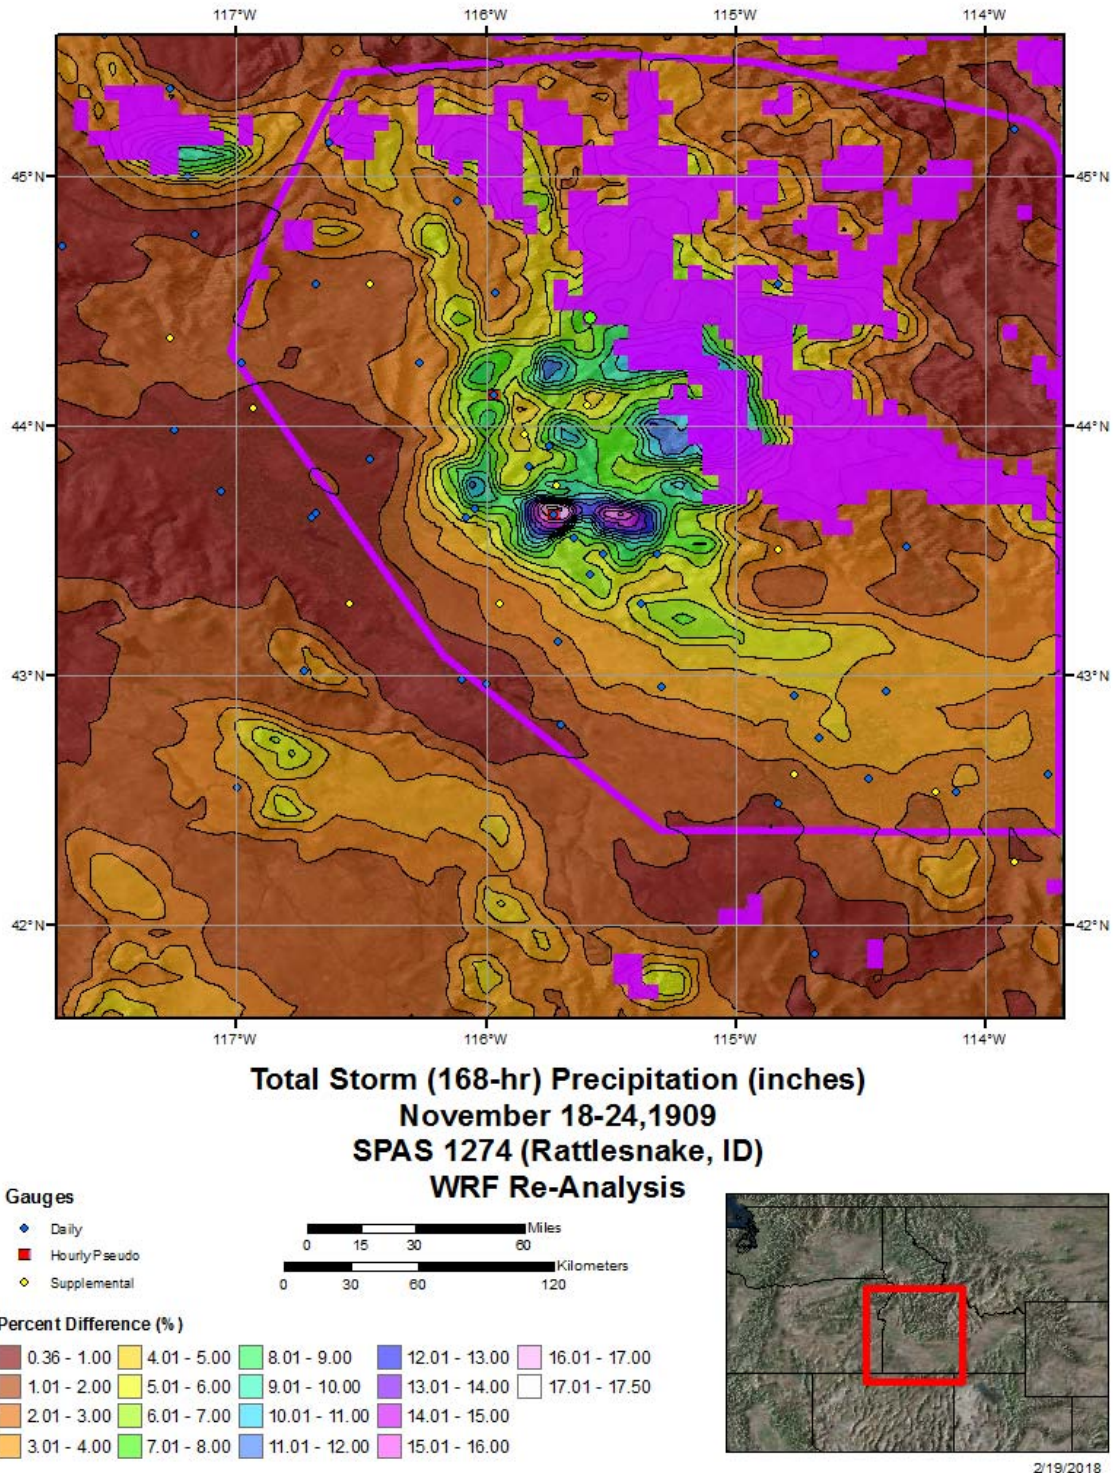 117°W 116°W 115°W 114°W
45°N 45°N
44°N 44°N
43°N 43°N
42°N 42°N
117°W 116°W 115°W 114°W
Total Storm (168-hr) Precipitation (inches)
November 18-24,1909
SPAS 1274 (Rattlesnake, ID)
WRF Re-Analysis
Gauges
Daily
Hourly Pseudo
Supplemental
Miles
0 15 30 60
Kilometers
0 30 60 120
Percent Difference (%)
0.36 - 1.00 4.01 - 5.00 8.01 - 9.00 12.01 - 13.00 16.01 - 17.00
1.01 - 2.00 5.01 - 6.00 9.01 - 10.00 13.01 - 14.00 17.01 - 17.50
2.01 - 3.00 6.01 - 7.00 10.01 - 11.00 14.01 - 15.00
3.01 - 4.00 7.01 - 8.00 11.01 - 12.00 15.01 - 16.00
2/19/2018